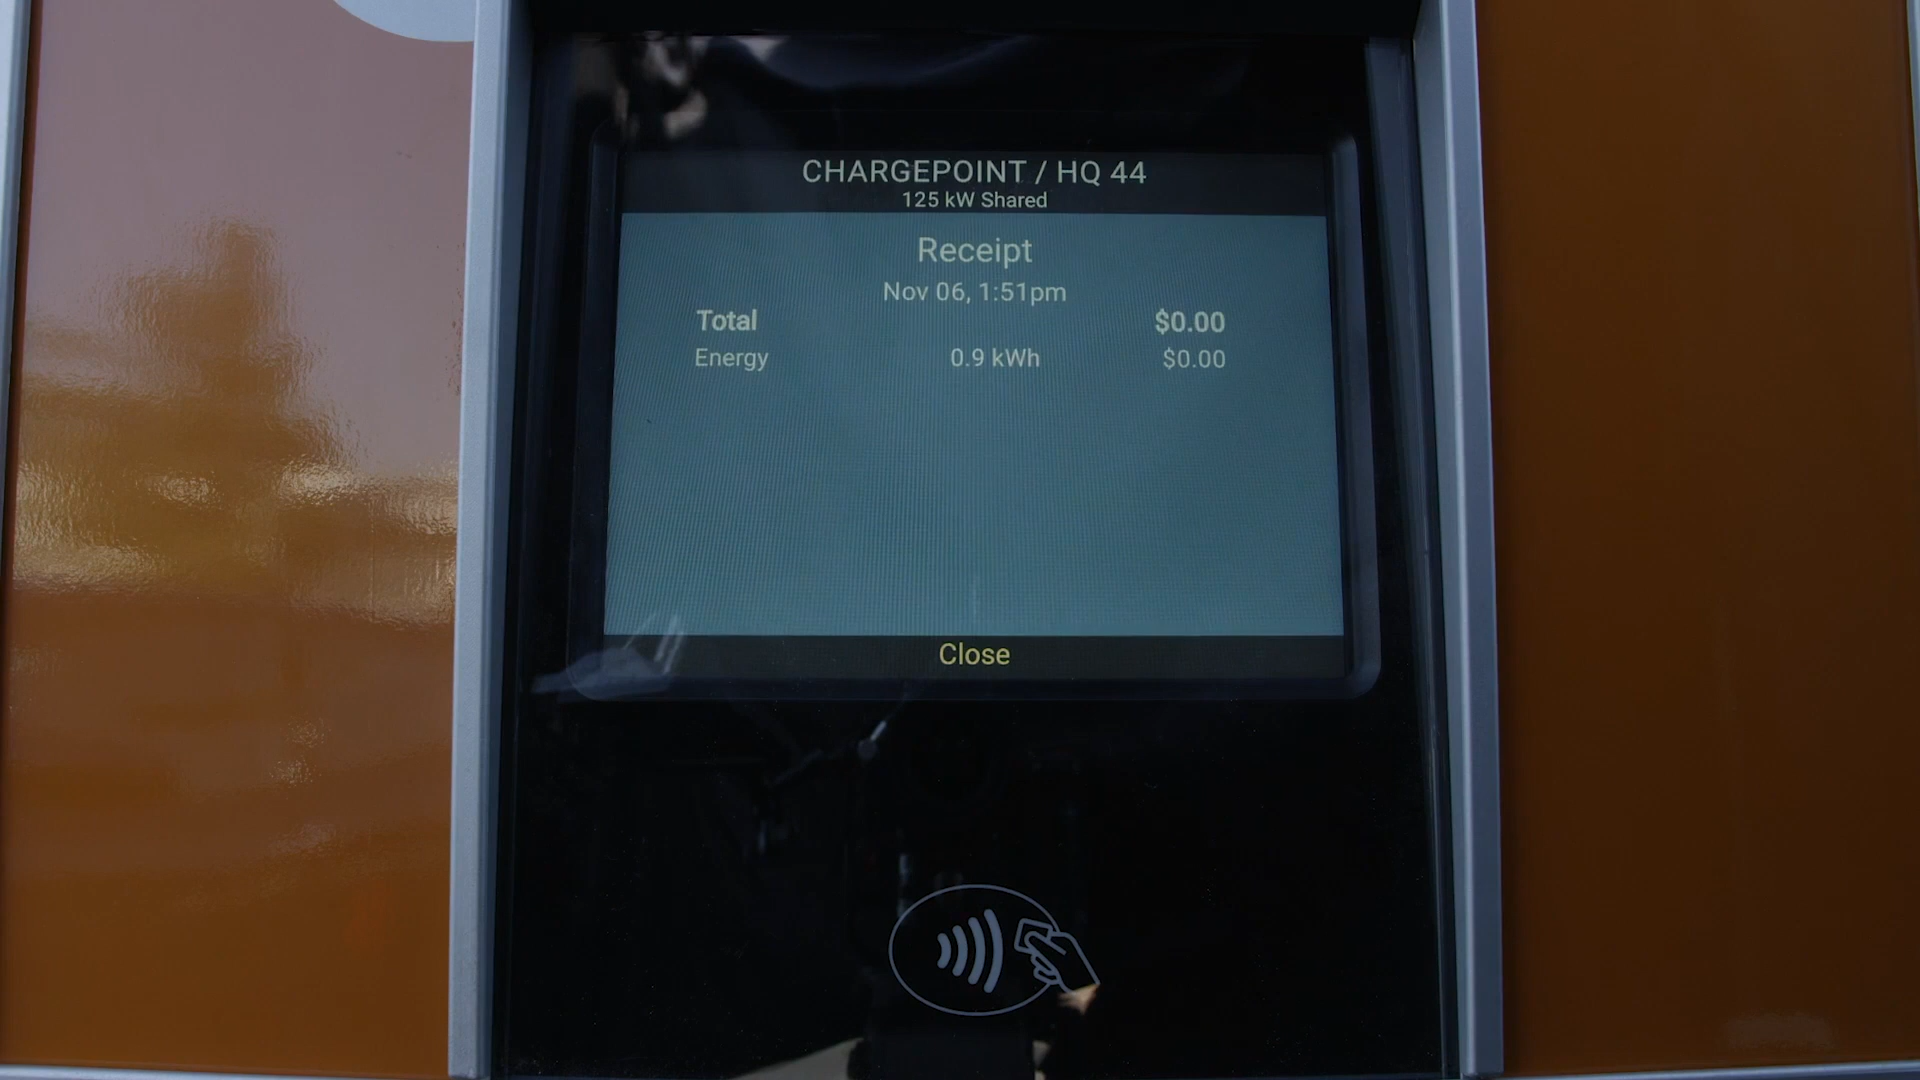 CHARGEPOINT / HQ 44
125 kW Shared
Receipt
Nov 06, 1:51pm
Total $0.00
Energy 0.9 kWh $0.00
Close